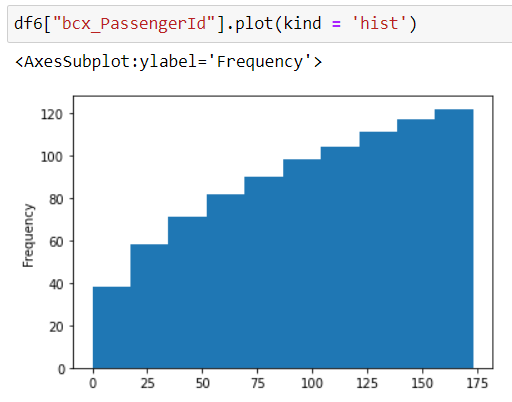 df6["bcx_PassengerId"].plot(kind = 'hist')
<AxesSubplot:ylabel='Frequency'>
120
100
80
60
40
20
0
Frequency
0 25 50 75 100 125 150 175